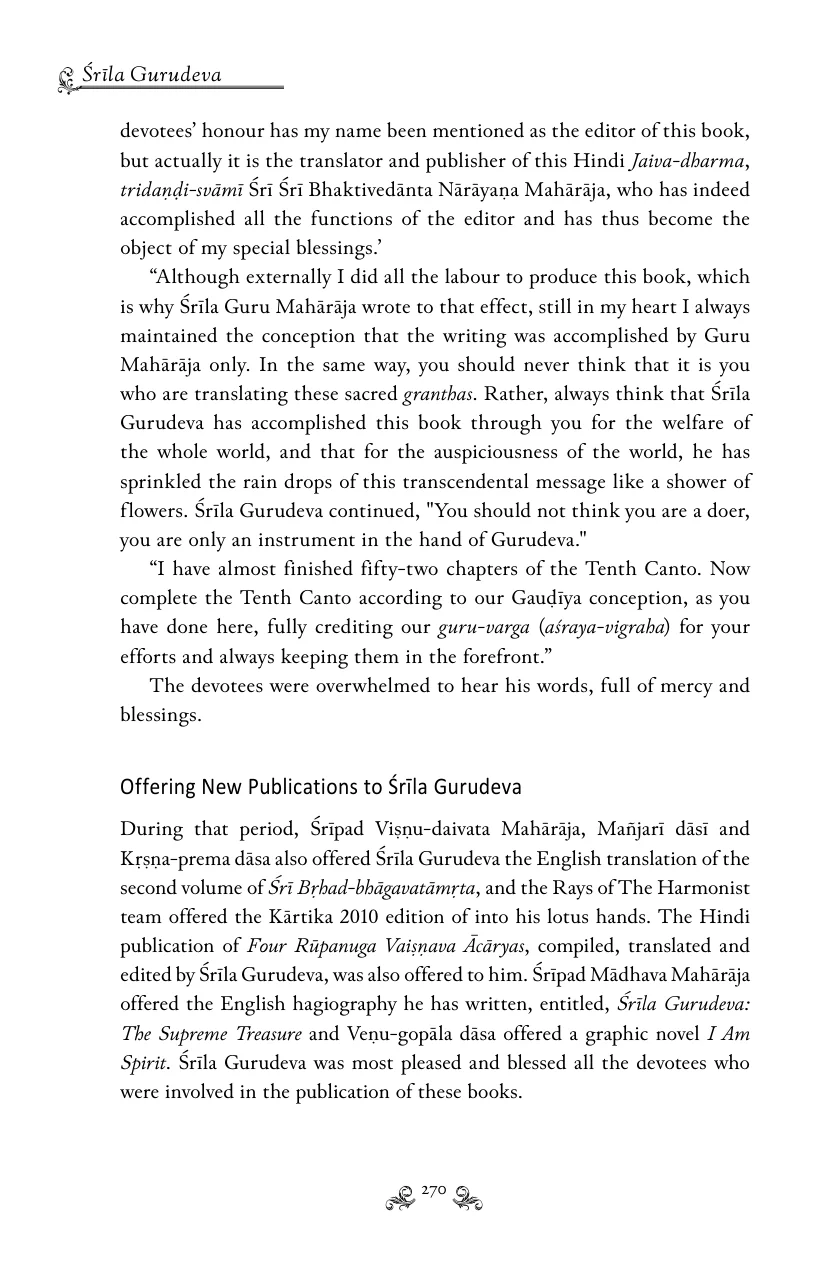 Śrīla Gurudeva
devotees’ honour has my name been mentioned as the editor of this book,
but actually it is the translator and publisher of this Hindi Jaiva-dharma,
tridaṇḍi-svāmī Śrī Śrī Bhaktivedānta Nārāyaṇa Mahārāja, who has indeed
accomplished all the functions of the editor and has thus become the
object of my special blessings.’
“Although externally I did all the labour to produce this book, which
is why Śrīla Guru Mahārāja wrote to that effect, still in my heart I always
maintained the conception that the writing was accomplished by Guru
Mahārāja only. In the same way, you should never think that it is you
who are translating these sacred granthas. Rather, always think that Śrīla
Gurudeva has accomplished this book through you for the welfare of
the whole world, and that for the auspiciousness of the world, he has
sprinkled the rain drops of this transcendental message like a shower of
flowers. Śrīla Gurudeva continued, "You should not think you are a doer,
you are only an instrument in the hand of Gurudeva."
“I have almost finished fifty-two chapters of the Tenth Canto. Now
complete the Tenth Canto according to our Gauḍīya conception, as you
have done here, fully crediting our guru-varga (aśraya-vigraha) for your
efforts and always keeping them in the forefront.”
The devotees were overwhelmed to hear his words, full of mercy and
blessings.
Offering New Publications to Śrīla Gurudeva
During that period, Śrīpad Viṣṇu-daivata Mahārāja, Mañjarī dāsī and
Kṛṣṇa-prema dāsa also offered Śrīla Gurudeva the English translation of the
second volume of Śrī Bṛhad-bhāgavatāmṛta, and the Rays of The Harmonist
team offered the Kārtika 2010 edition of into his lotus hands. The Hindi
publication of Four Rūpanuga Vaiṣṇava Ācāryas, compiled, translated and
edited by Śrīla Gurudeva, was also offered to him. Śrīpad Mādhava Mahārāja
offered the English hagiography he has written, entitled, Śrīla Gurudeva:
The Supreme Treasure and Veṇu-gopāla dāsa offered a graphic novel I Am
Spirit. Śrīla Gurudeva was most pleased and blessed all the devotees who
were involved in the publication of these books.
270